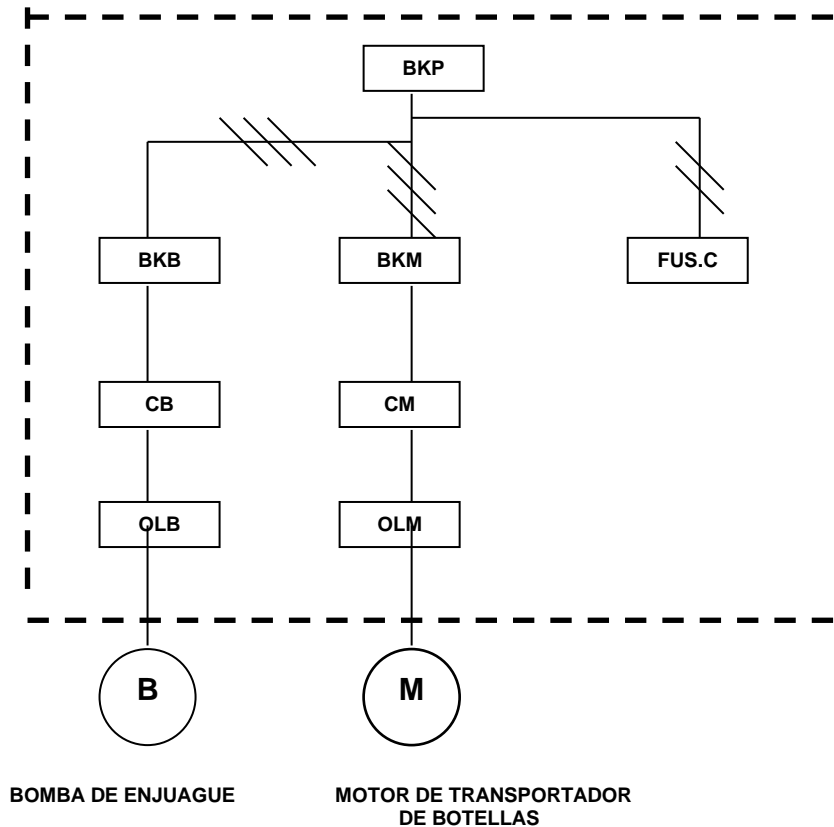 BKP
BKB
BKM
FUS.C
CB
CM
OLB
OLM
B
M
BOMBA DE ENJUAGUE
MOTOR DE TRANSPORTADOR
DE BOTELLAS